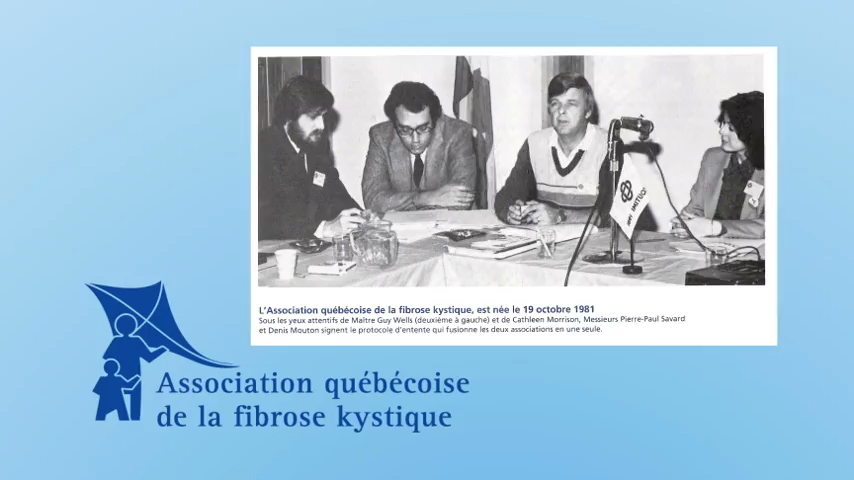 L'Association québécoise de la fibrose kystique, est née le 19 octobre 1981
Sous les yeux attentifs de Maître Guy Wells (deuxième à gauche) et de Cathleen Morrison, Messieurs Pierre-Paul Savard
et Denis Mouton signent le protocole d'entente qui fusionne les deux associations en une seule.
Association québécoise
de la fibrose kystique